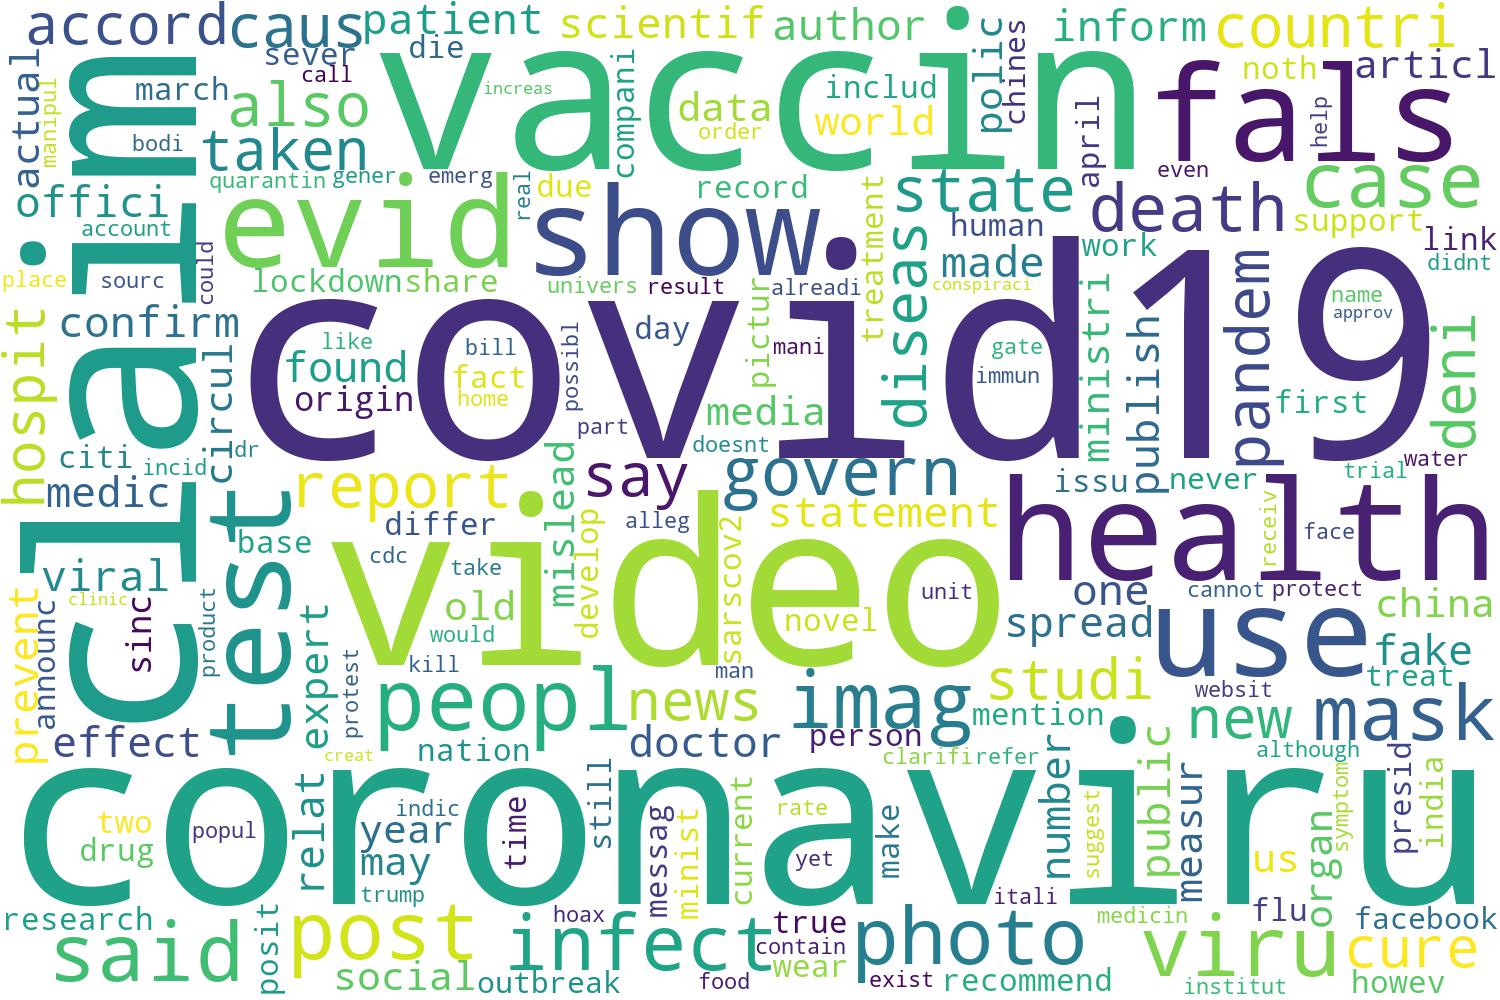 accord
caus
patient
scientif
author
inform
countri
sever
die
call
vaccin
increas
compani
data
order
includ
world
polic
chines
noth
articl
fals
help
april
even
actual
manipul
march
bodi
also
taken
claim
offici
account
place
sourc
could
quarantin
gener
emerg
real
due
record
evid
show
state
treatment
diseas
human
made
work
death
case
support
link
didnt
lockdown
share
univers
result
alreadi
conspiraci
confirm
covid19
name
approv
hospit
circul
like
found
origin
bill
fact
home
possibl
day
part
pictur
mani
media
doesnt
gate
immun
ministri
publish
pandem
first
deni
citi
incid
dr
medic
test
report
differ
cdc
say
govern
mislead
develop
alleg
sarscov2
statement
issu
never
trial
water
health
receiv
face
base
viral
clinic
prevent
announc
sinc
product
video
take
old
would
kill
novel
unit
one
spread
cannot
protect
use
china
fake
treat
expert
protest
peopl
news
man
imag
studi
mention
websit
new
mask
effect
creat
nation
doctor
person
clarifi
refer
although
coronaviru
relat
indic
year
may
trump
two
drug
popul
time
still
messag
minist
current
rate
yet
make
number
suggest
public
measur
us
organ
symptom
presid
india
research
said
posit
post
social
hoax
infect
outbreak
food
true
contain
wear
photo
exist
itali
recommend
medicin
viru
institut
flu
facebook
cure
howev